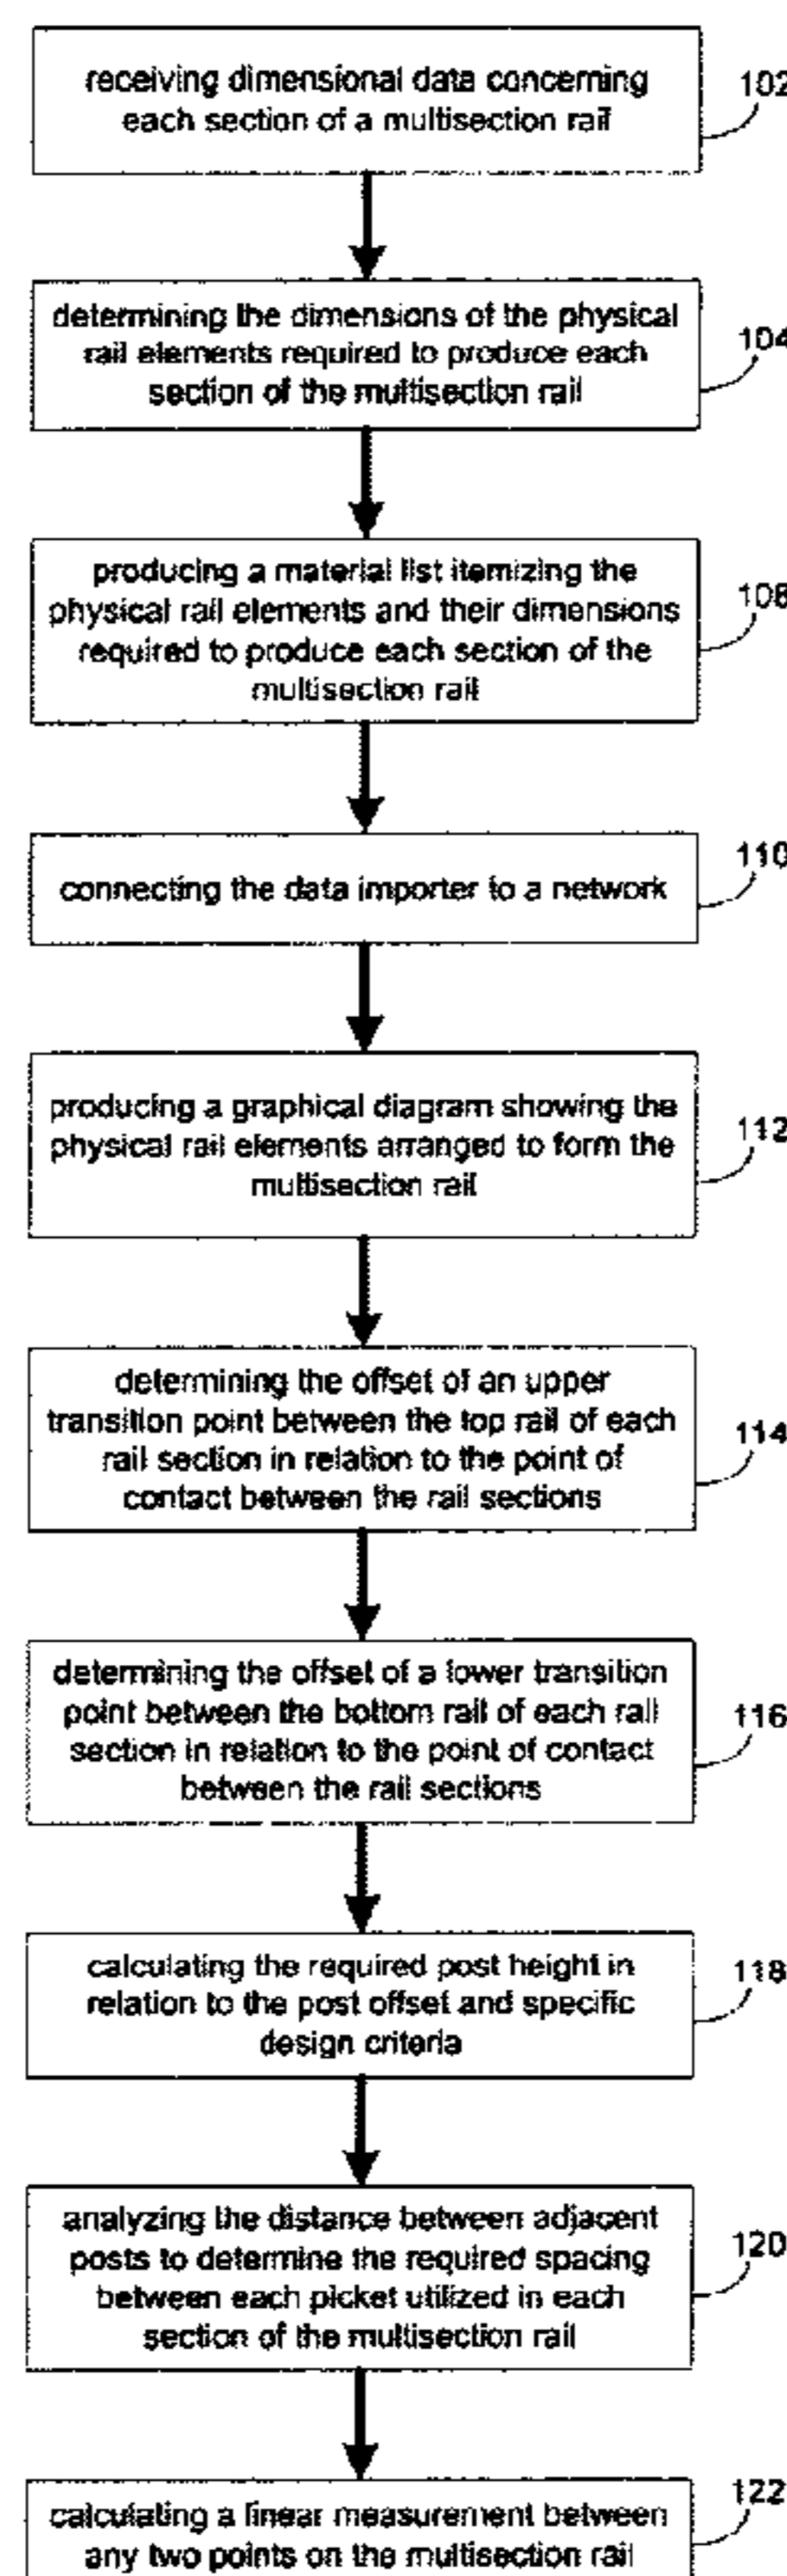 receiving dimensional data concerning
each section of a multisection rail
102
determining the dimensions of the physical
rail elements required to produce each
section of the multisection rail
104
producing a material list itemizing the
physical rail elements and their dimensions
required to produce each section of the
multisection rail
108
connecting the data importer to a network
110
producing a graphical diagram showing the
physical rail elements arranged to form the
multisection rail
112
determining the offset of an upper
transition point between the top rail of each
rail section in relation to the point of
contact between the rail sections
114
determining the offset of a lower transition
point between the bottom rail of each rail
section in relation to the point of contact
between the rail sections
116
calculating the required post height in
relation to the post offset and specific
design criteria
118
analyzing the distance between adjacent
posts to determine the required spacing
between each picket utilized in each
section of the multisection rail
120
calculating a linear measurement between
any two points on the multisection rail
122